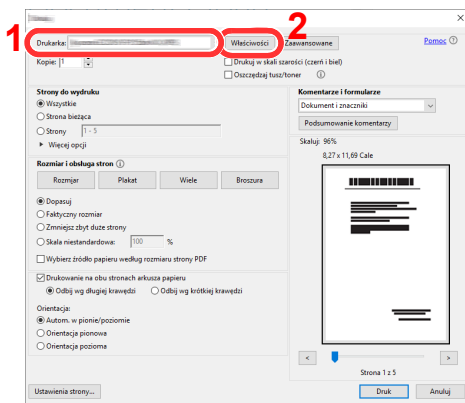 1
2
Drukarka:
Właściwości
Zaawansowane
Pomoc
Kopie: 1
Drukuj w skali szarości (czerń i biel)
Oszczędzaj tusz/toner
Strony do wydruku
Wszystkie
Strona bieżąca
Strony 1 - 5
Więcej opcji
Komentarze i formularze
Dokument i znaczniki
Podsumowanie komentarzy
Skaluj: 96%
8,27 x 11,69 Cale
Rozmiar i obsługa stron
Rozmjar Plakat Wiele Broszura
Dopasuj
Faktyczny rozmiar
Zmniejsz zbyt duże strony
Skala niestandardowa: 100 %
Wybierz źródło papieru według rozmiaru strony PDF
Drukowanie na obu stronach arkusza papieru
Odbij wg długiej krawędzi Odbij wg krótkiej krawędzi
Orientacja:
Autom. w pionie/poziomie
Orientacja pionowa
Orientacja pozioma
< >
Strona 1 z 5
Ustawienia strony...
Druk Anuluj